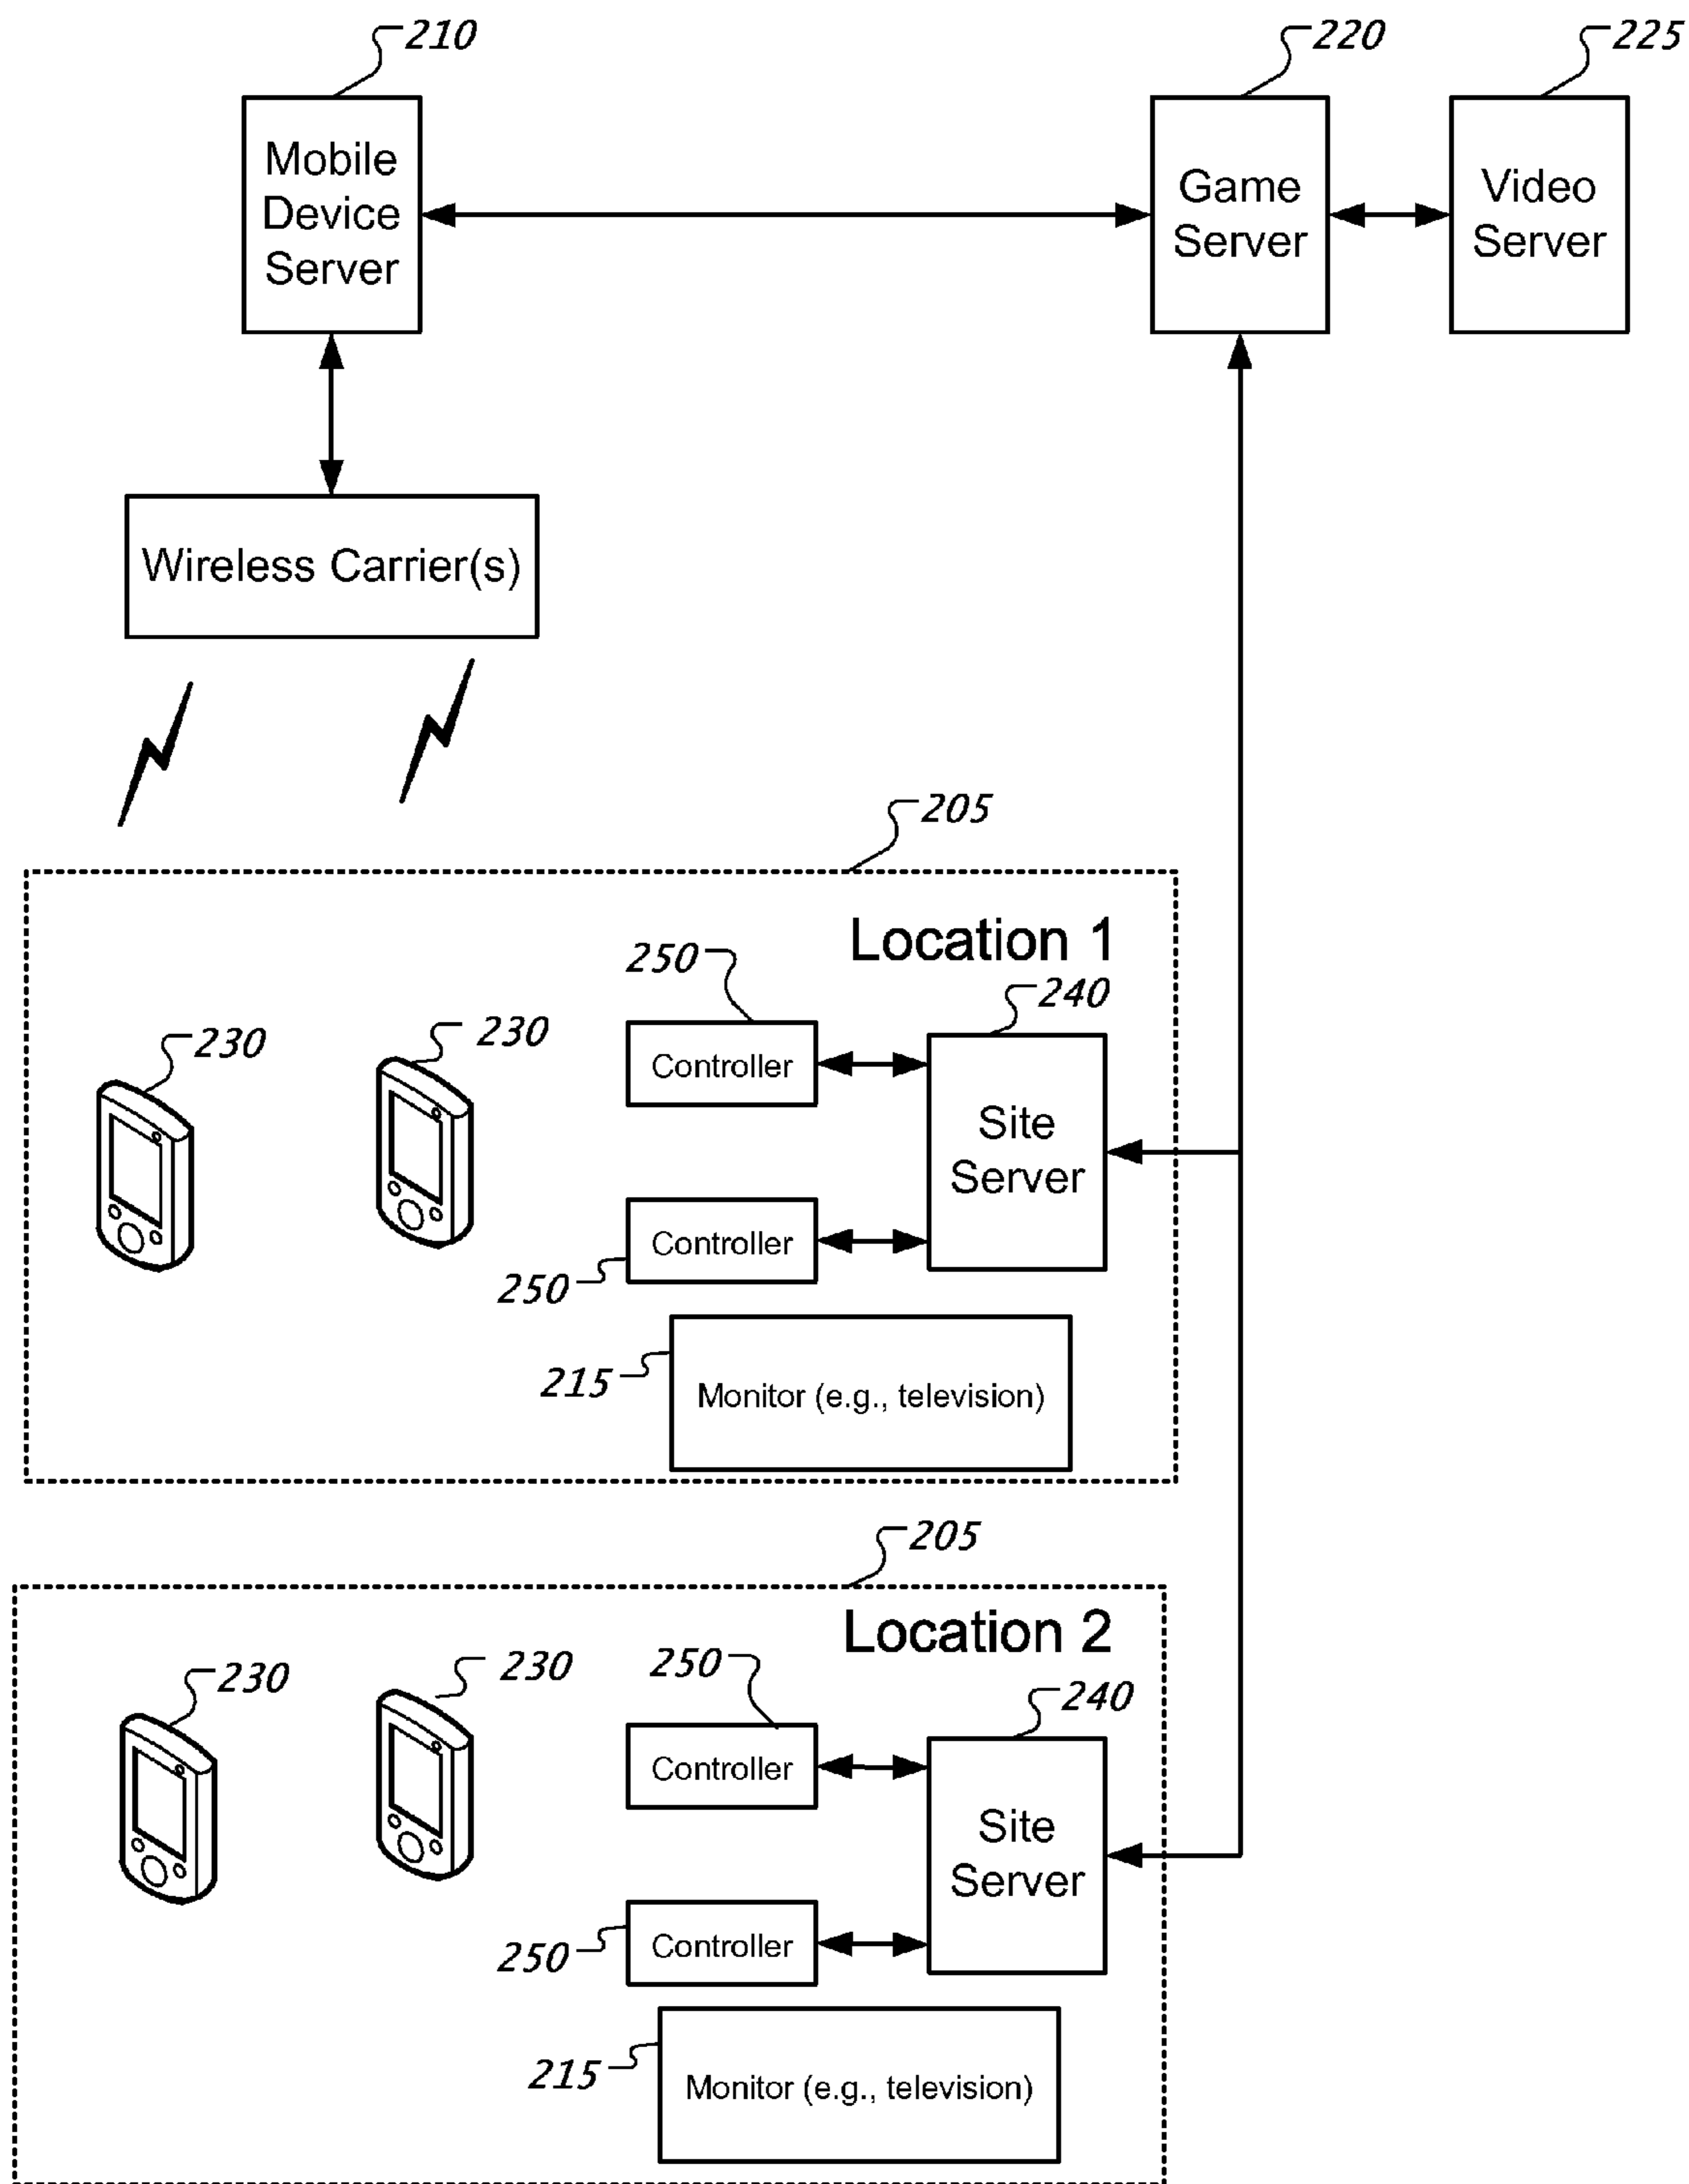 210
220
225
Mobile
Device
Server
Game
Server
Video
Server
Wireless Carrier(s)
205
Location 1
250
240
230
230
Controller
Site
Server
Controller
250
215
Monitor (e.g., television)
205
Location 2
250
230
230
240
Controller
Site
Server
Controller
250
215
Monitor (e.g., television)